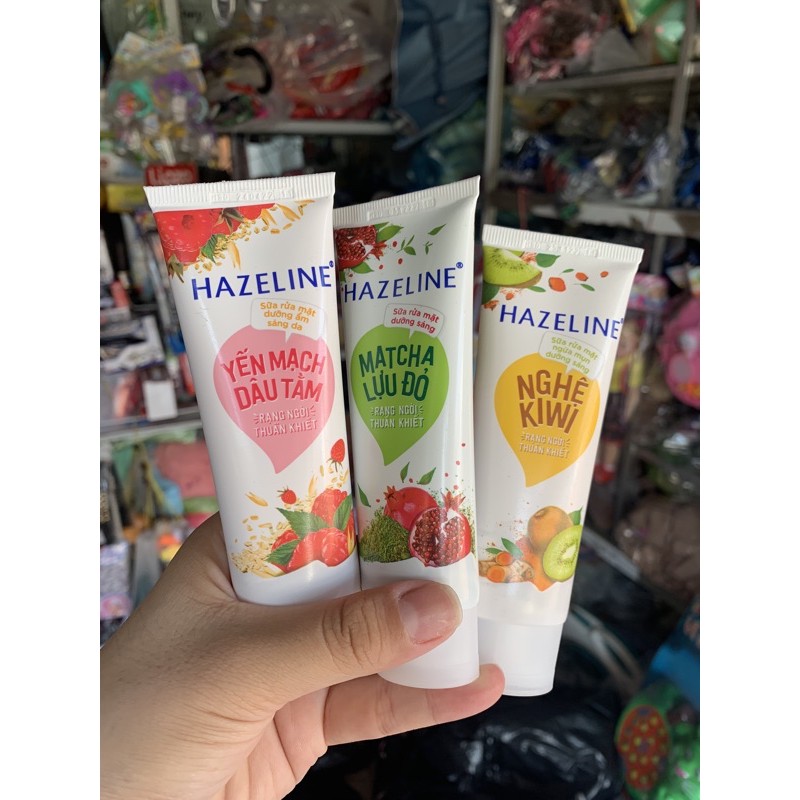 HAZELINE®
Sữa rửa mặt
dưỡng ẩm
sáng da
YẾN MẠCH
DÂU TẰM
RẠNG NGỜI
THUẦN KHIẾT
HAZELINE®
Sữa rửa mặt
dưỡng sáng
MATCHA
LỰU ĐỎ
RẠNG NGỜI
THUẦN KHIẾT
HAZELINE
Sữa rửa mặt
ngừa mụn
dưỡng sáng
NGHỆ
KIWI
RẠNG NGỜI
THUẦN KHIẾT